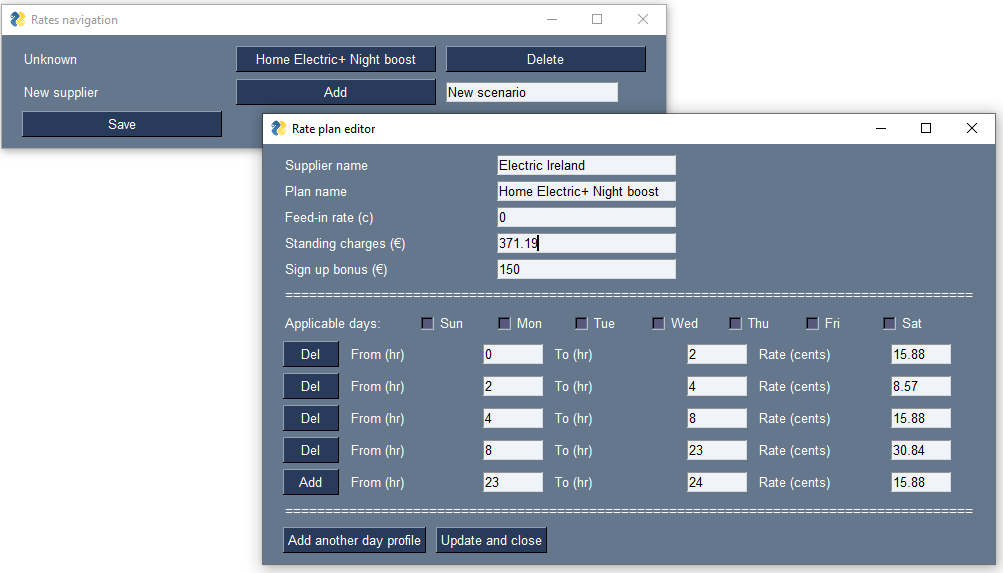 Rates navigation
Unknown Home Electric+ Night boost Delete
New supplier Add New scenario
Save
Rate plan editor
Supplier name Electric Ireland
Plan name Home Electric+ Night boost
Feed-in rate (c) 0
Standing charges (€) 371.19
Sign up bonus (€) 150
======================================================================================
Applicable days: Sun Mon Tue Wed Thu Fri Sat
Del From (hr) 0 To (hr) 2 Rate (cents) 15.88
Del From (hr) 2 To (hr) 4 Rate (cents) 8.57
Del From (hr) 4 To (hr) 8 Rate (cents) 15.88
Del From (hr) 8 To (hr) 23 Rate (cents) 30.84
Add From (hr) 23 To (hr) 24 Rate (cents) 15.88
======================================================================================
Add another day profile Update and close